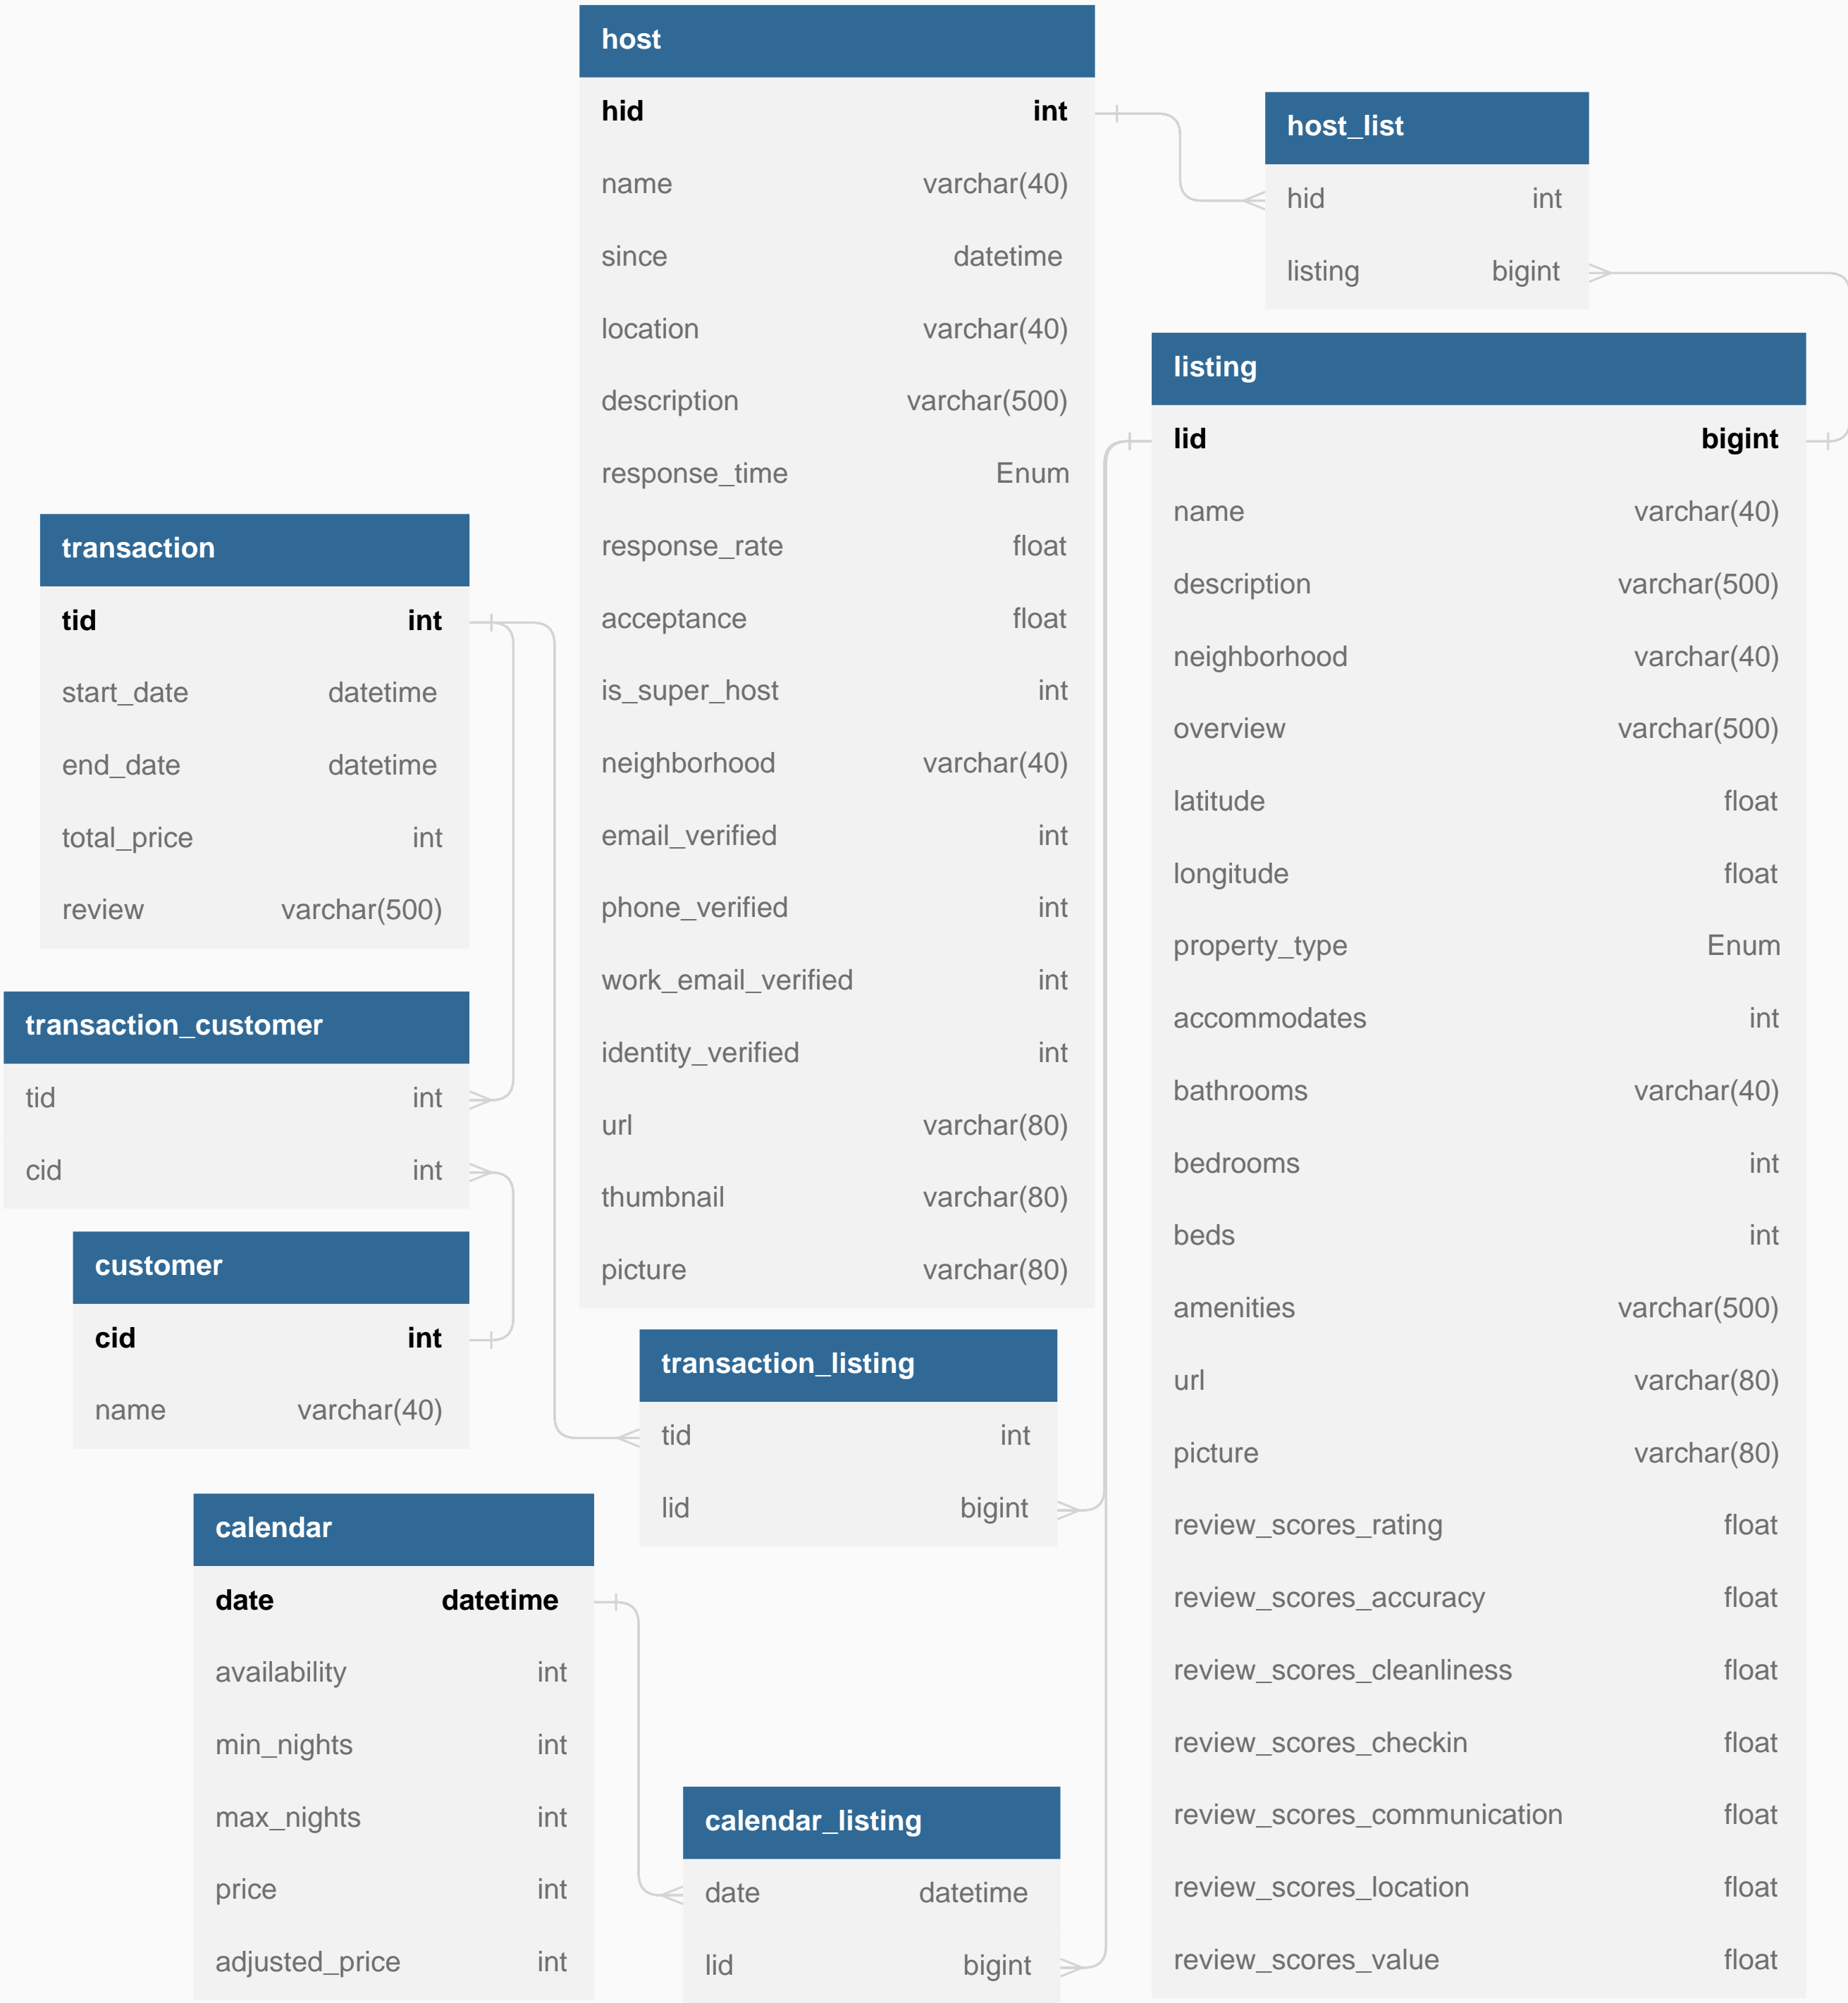 host
hid int
name varchar(40)
since datetime
location varchar(40)
description varchar(500)
response_time Enum
response_rate float
acceptance float
is_super_host int
neighborhood varchar(40)
email_verified int
phone_verified int
work_email_verified int
identity_verified int
url varchar(80)
thumbnail varchar(80)
picture varchar(80)
host_list
hid int
listing bigint
listing
lid bigint
name varchar(40)
description varchar(500)
neighborhood varchar(40)
overview varchar(500)
latitude float
longitude float
property_type Enum
accommodates int
bathrooms varchar(40)
bedrooms int
beds int
amenities varchar(500)
url varchar(80)
picture varchar(80)
review_scores_rating float
review_scores_accuracy float
review_scores_cleanliness float
review_scores_checkin float
review_scores_communication float
review_scores_location float
review_scores_value float
transaction
tid int
start_date datetime
end_date datetime
total_price int
review varchar(500)
transaction_customer
tid int
cid int
customer
cid int
name varchar(40)
transaction_listing
tid int
lid bigint
calendar
date datetime
availability int
min_nights int
max_nights int
price int
adjusted_price int
calendar_listing
date datetime
lid bigint